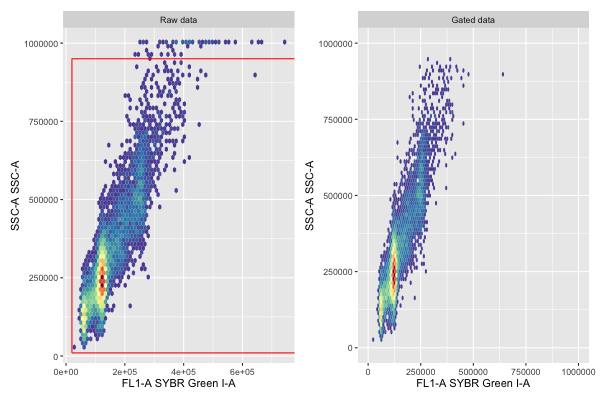 Raw data
1000000
750000
500000
250000
0
SSC-A SSC-A
0e+00 2e+05 4e+05 6e+05
FL1-A SYBR Green I-A
Gated data
1000000
750000
500000
250000
0
SSC-A SSC-A
0 250000 500000 750000 1000000
FL1-A SYBR Green I-A